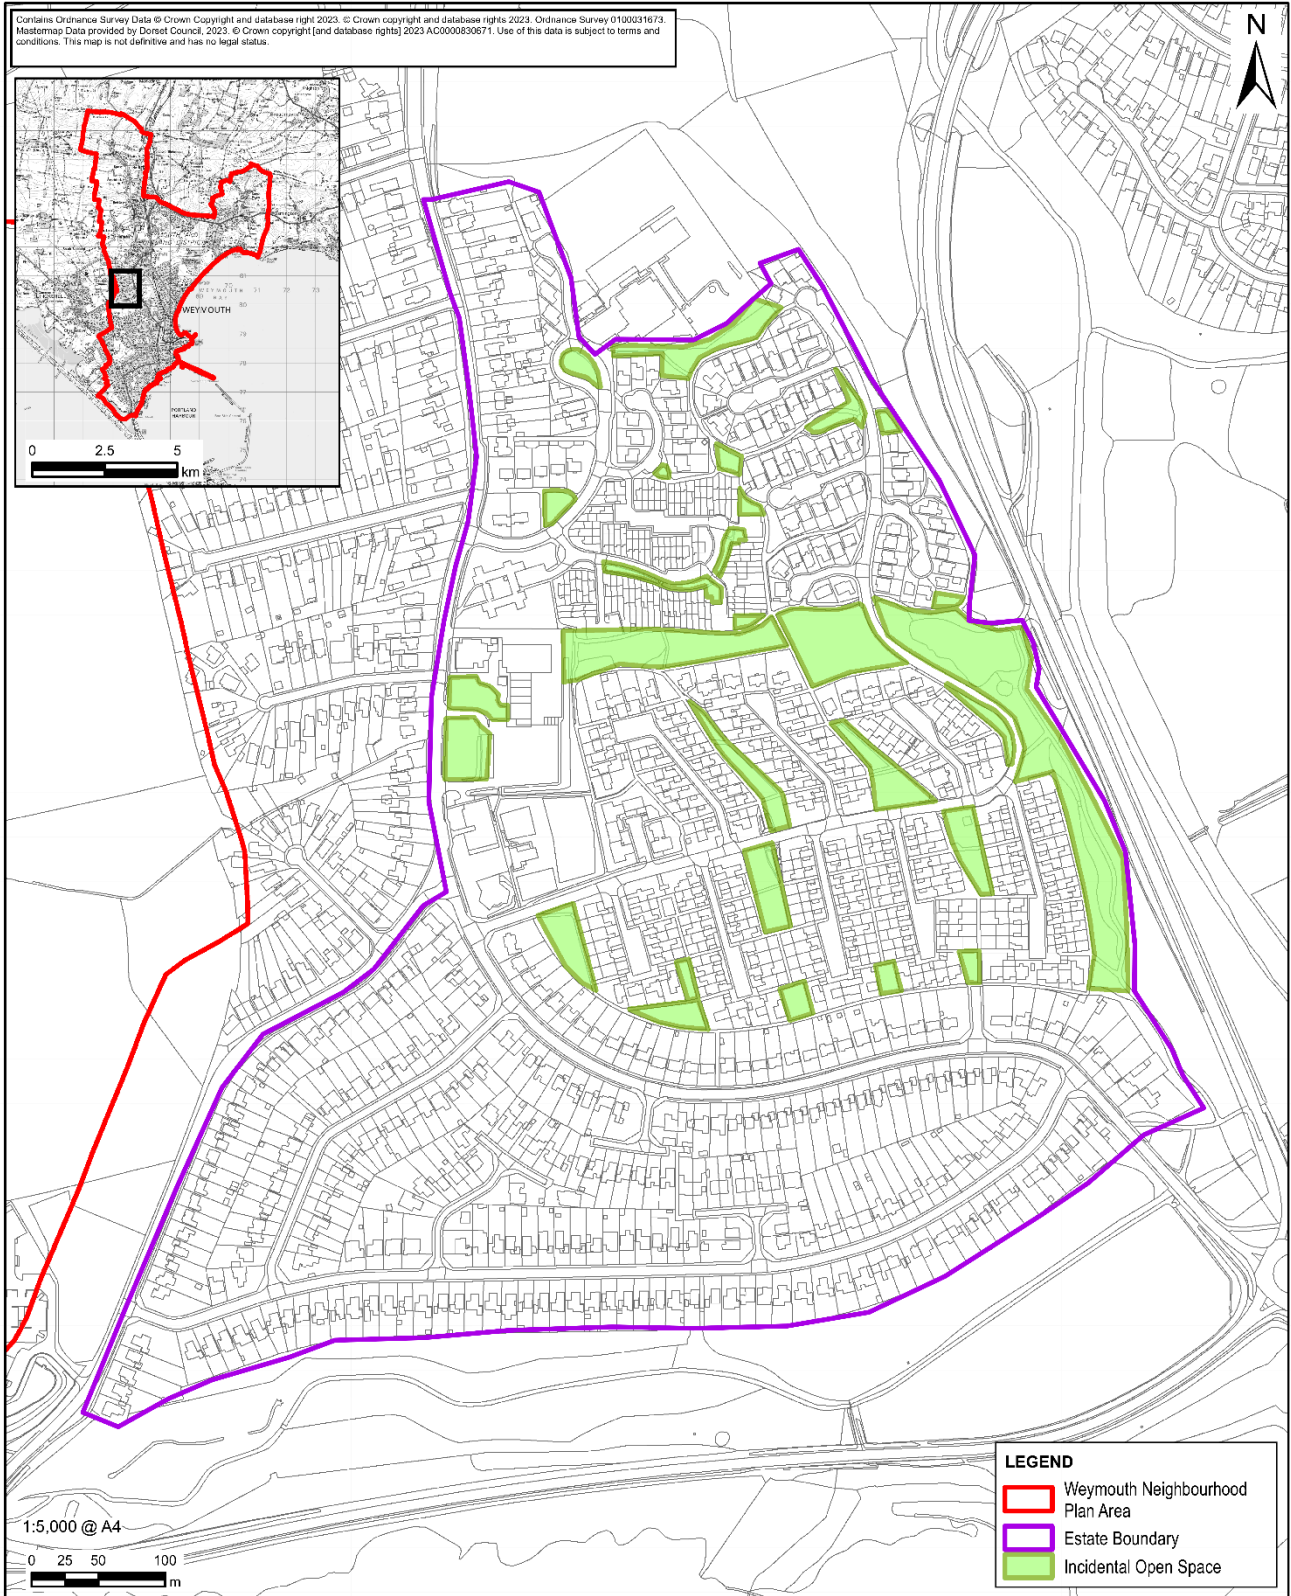 Contains Ordnance Survey Data © Crown Copyright and database right 2023. © Crown copyright and database rights 2023. Ordnance Survey 0100031673.
Mastermap Data provided by Dorset Council, 2023. © Crown copyright [and database rights] 2023 AC0000830671. Use of this data is subject to terms and
conditions. This map is not definitive and has no legal status.
N
WEYMOUTH
PORTLAND
HARBOUR
0 2.5 5
km
LEGEND
Weymouth Neighbourhood
Plan Area
Estate Boundary
Incidental Open Space
1:5,000 @ A4
0 25 50 100
m